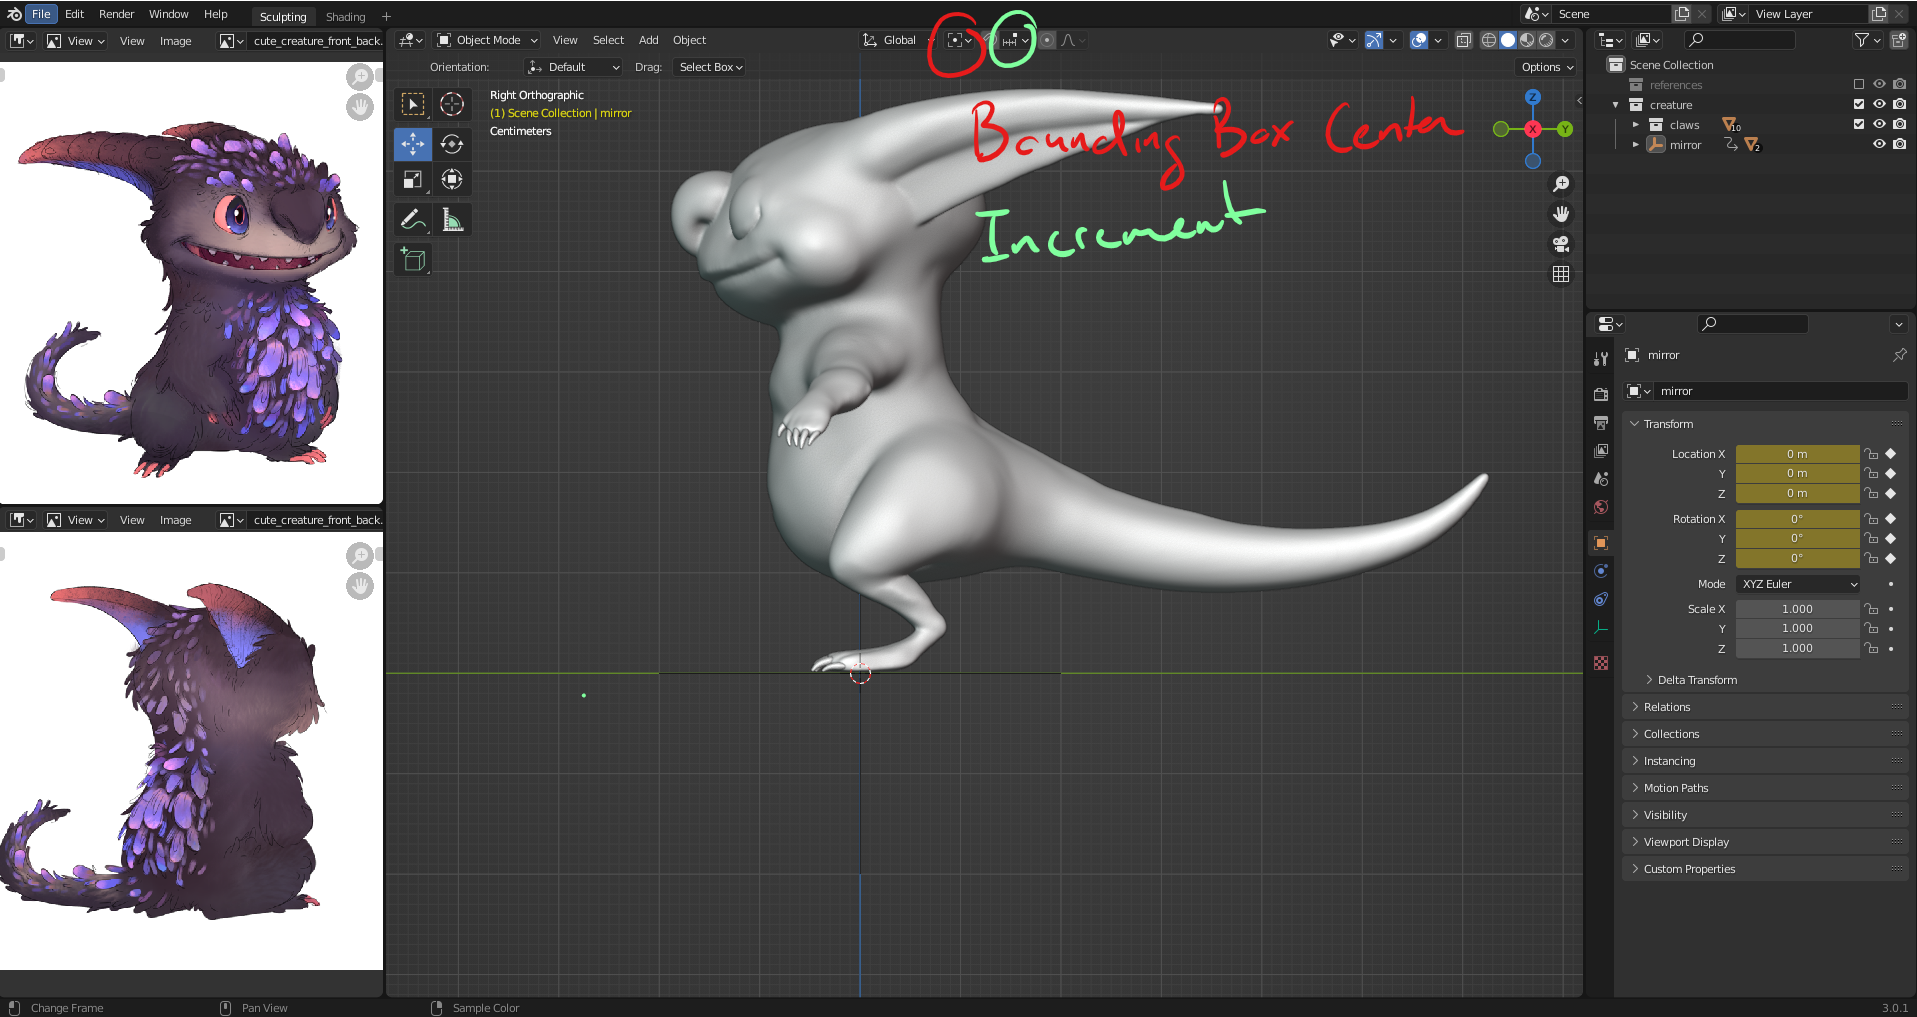 File Edit Render Window Help Sculpting Shading + Scene View Layer
View View Image cute_creature_front_back. Object Mode View Select Add Object Global
Orientation: Default Drag: Select Box Options
Right Orthographic
(1) Scene Collection | mirror
Centimeters
Bounding Box Center
Increment
Z
X
Y
Scene Collection
references
creature
claws 10
mirror 2
mirror
mirror
Transform
Location X 0 m
Y 0 m
Z 0 m
Rotation X 0°
Y 0°
Z 0°
Mode XYZ Euler
Scale X 1.000
Y 1.000
Z 1.000
Delta Transform
Relations
Collections
Instancing
Motion Paths
Visibility
Viewport Display
Custom Properties
View View Image cute_creature_front_back.
Change Frame Pan View Sample Color 3.0.1